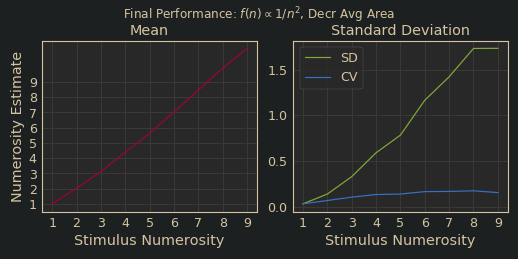 Final Performance: f(n) ∝ 1/n², Decr Avg Area
Mean
Numerosity Estimate
9
8
7
6
5
4
3
2
1
1 2 3 4 5 6 7 8 9
Stimulus Numerosity
Standard Deviation
SD
CV
1.5
1.0
0.5
0.0
1 2 3 4 5 6 7 8 9
Stimulus Numerosity